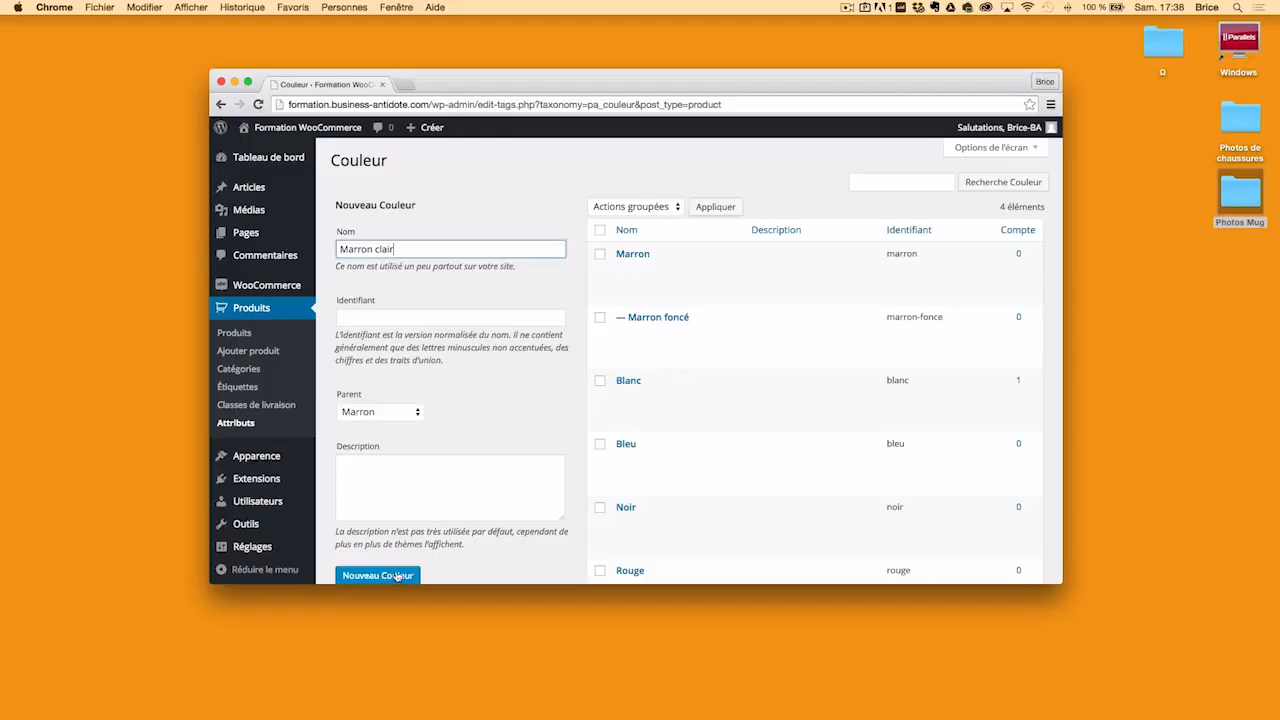 Chrome Fichier Modifier Afficher Historique Favoris Personnes Fenêtre Aide
1 100 % Sam. 17:38 Brice
Ω
Parallels
Windows
Photos de
chaussures
Photos Mug
Couleur ‹ Formation WooC
Brice
formation.business-antidote.com/wp-admin/edit-tags.php?taxonomy=pa_couleur&post_type=product
Formation WooCommerce 0 Créer
Salutations, Brice-BA
Tableau de bord
Articles
Médias
Pages
Commentaires
WooCommerce
Produits
Produits
Ajouter produit
Catégories
Étiquettes
Classes de livraison
Attributs
Apparence
Extensions
Utilisateurs
Outils
Réglages
Réduire le menu
Options de l'écran
Couleur
Recherche Couleur
Nouveau Couleur
Nom
Marron clair
Ce nom est utilisé un peu partout sur votre site.
Identifiant
L'identifiant est la version normalisée du nom. Il ne contient
généralement que des lettres minuscules non accentuées, des
chiffres et des traits d'union.
Parent
Marron
Description
La description n'est pas très utilisée par défaut, cependant de
plus en plus de thèmes l'affichent.
Nouveau Couleur
Actions groupées Appliquer 4 éléments
Nom Description Identifiant Compte
Marron marron 0
— Marron foncé marron-fonce 0
Blanc blanc 1
Bleu bleu 0
Noir noir 0
Rouge rouge 0